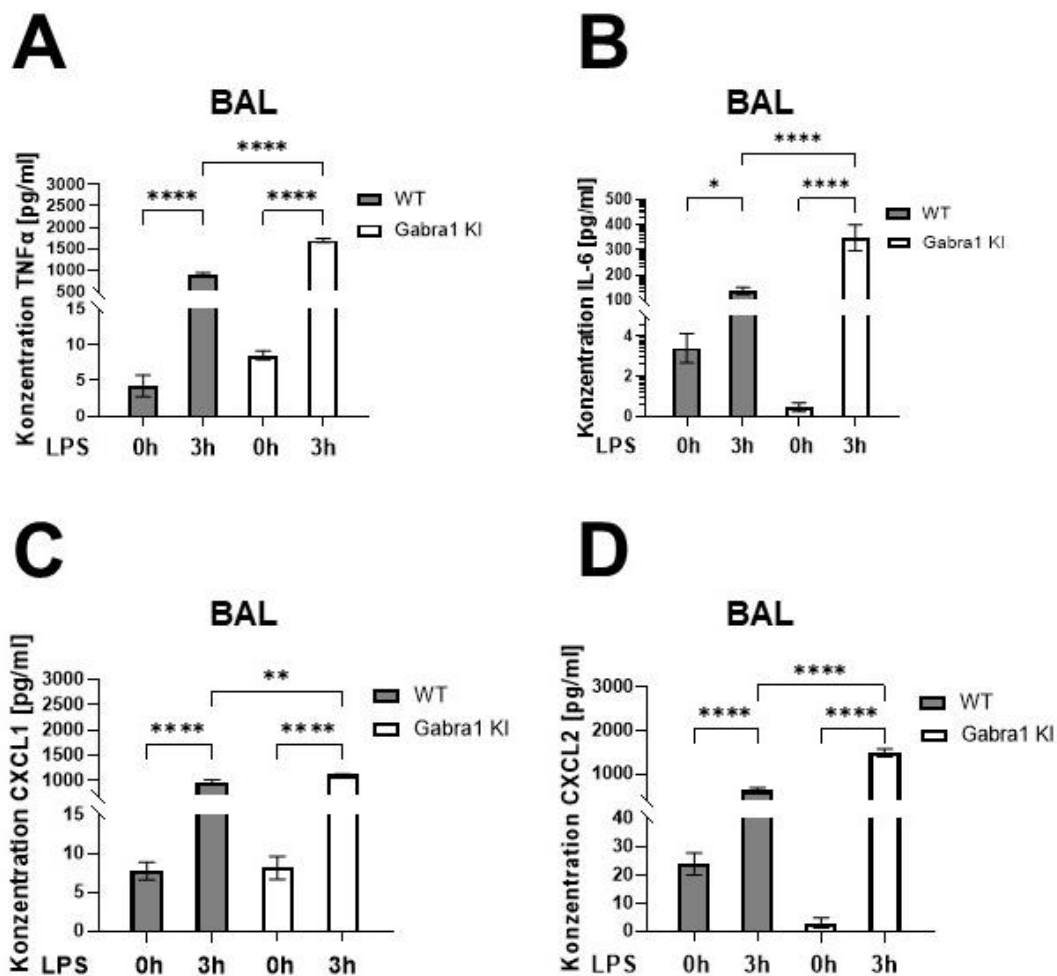 A
BAL
Konzentration TNFα [pg/ml]
3000
2500
2000
1500
1000
500
15
10
5
0
**** **** ****
WT
Gabra1 KI
LPS 0h 3h 0h 3h
B
BAL
Konzentration IL-6 [pg/ml]
500
400
300
200
100
4
2
0
****
* ****
WT
Gabra1 KI
LPS 0h 3h 0h 3h
C
BAL
Konzentration CXCL1 [pg/ml]
3000
2500
2000
1500
1000
15
10
5
0
**
**** ****
WT
Gabra1 KI
LPS 0h 3h 0h 3h
D
BAL
Konzentration CXCL2 [pg/ml]
3000
1000
40
30
20
10
0
****
**** ****
WT
Gabra1 KI
LPS 0h 3h 0h 3h